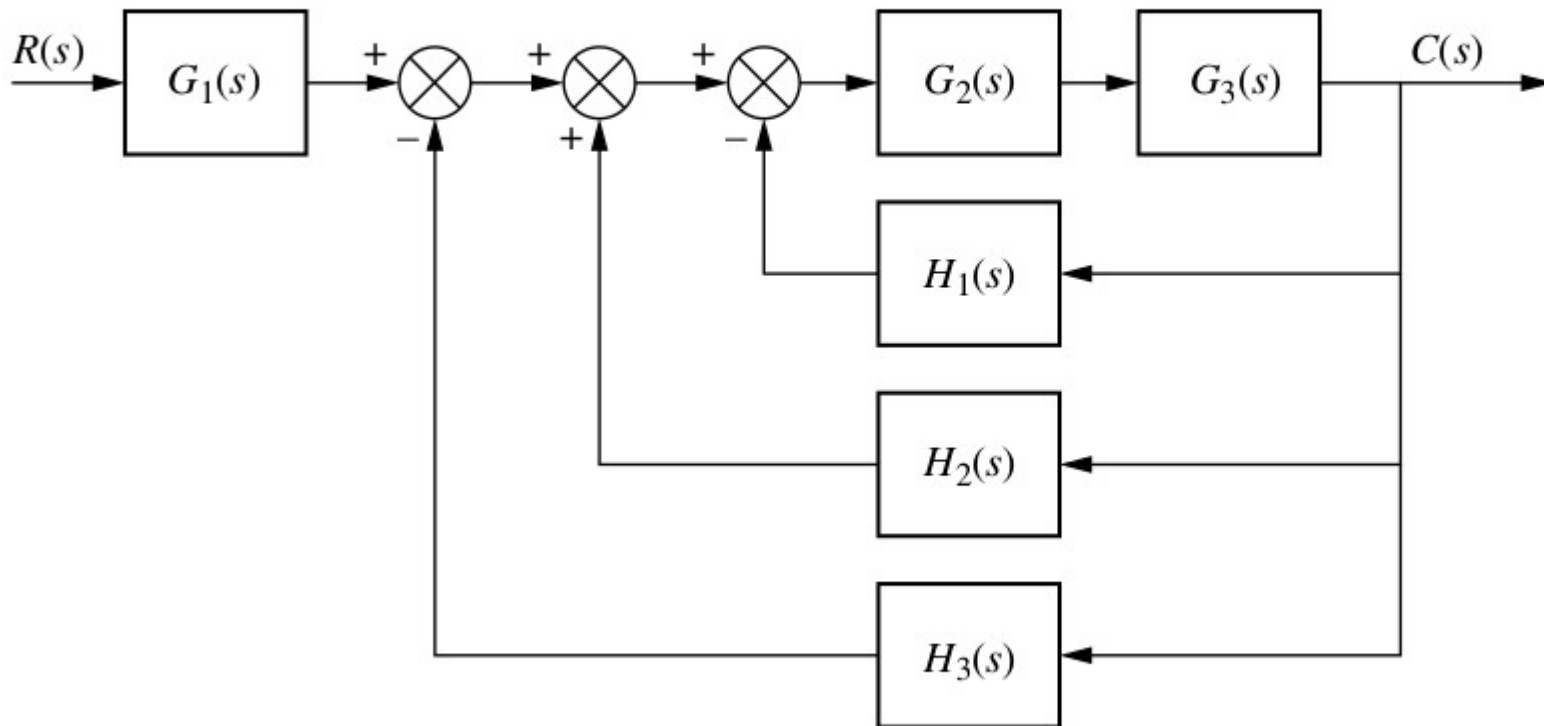 R(s)
G₁(s)
+
+
+
G₂(s)
G₃(s)
C(s)
−
+
−
H₁(s)
H₂(s)
H₃(s)